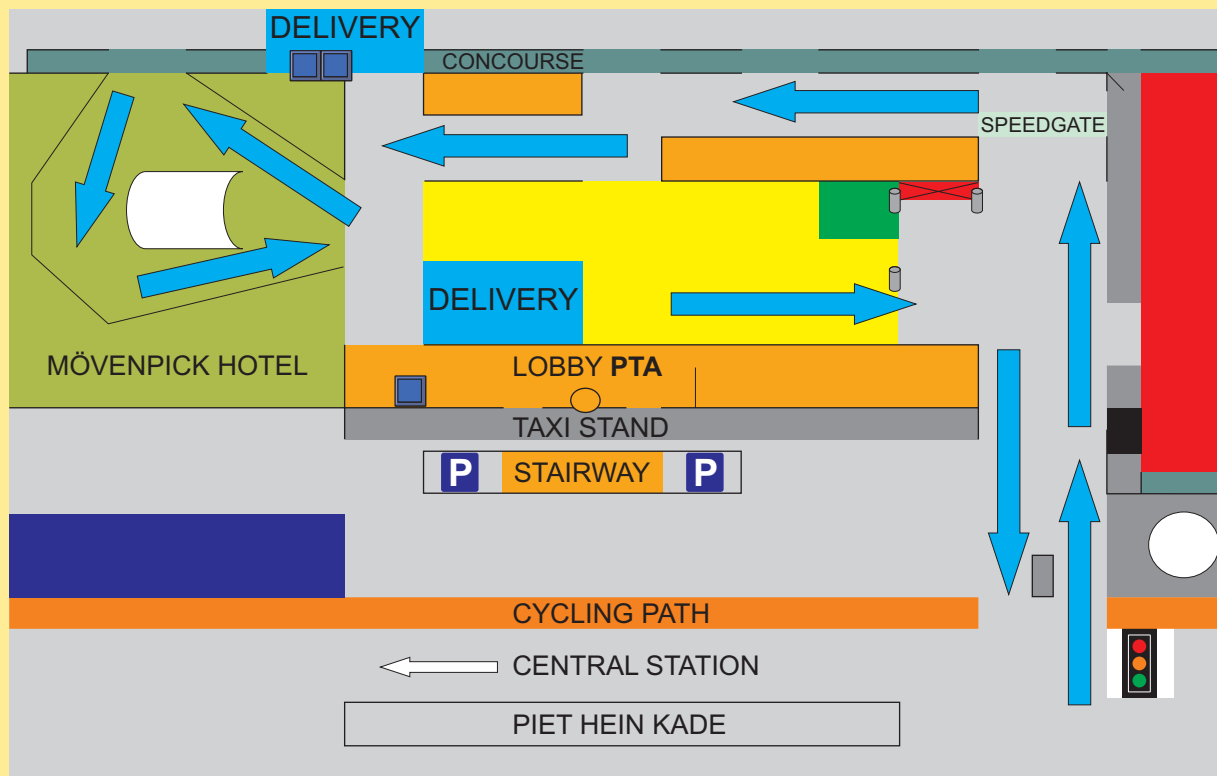 DELIVERY
CONCOURSE
SPEEDGATE
DELIVERY
MÖVENPICK HOTEL
LOBBY PTA
TAXI STAND
P STAIRWAY P
CYCLING PATH
CENTRAL STATION
PIET HEIN KADE